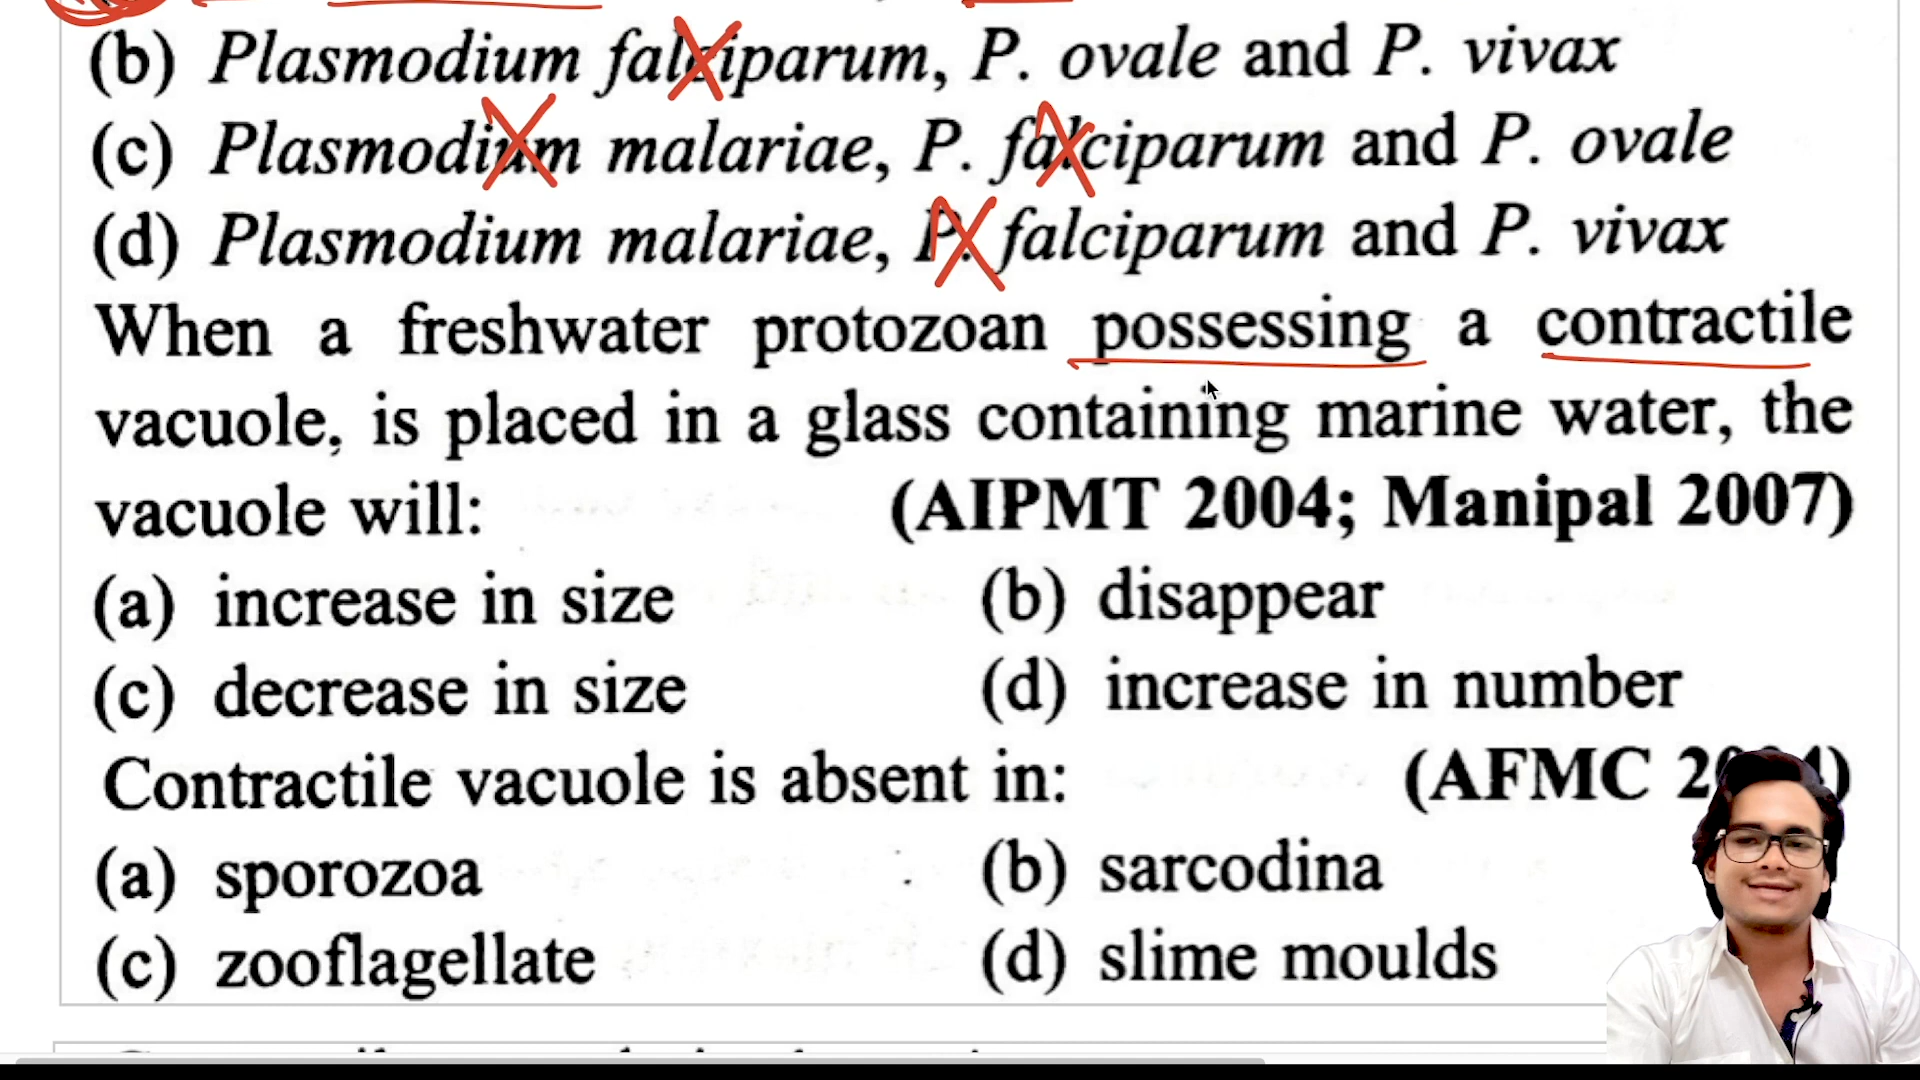 (b) Plasmodium falciparum, P. ovale and P. vivax
(c) Plasmodium malariae, P. falciparum and P. ovale
(d) Plasmodium malariae, P. falciparum and P. vivax
When a freshwater protozoan possessing a contractile
vacuole, is placed in a glass containing marine water, the
vacuole will: (AIPMT 2004; Manipal 2007)
(a) increase in size (b) disappear
(c) decrease in size (d) increase in number
Contractile vacuole is absent in: (AFMC
(a) sporozoa (b) sarcodina
(c) zooflagellate (d) slime moulds